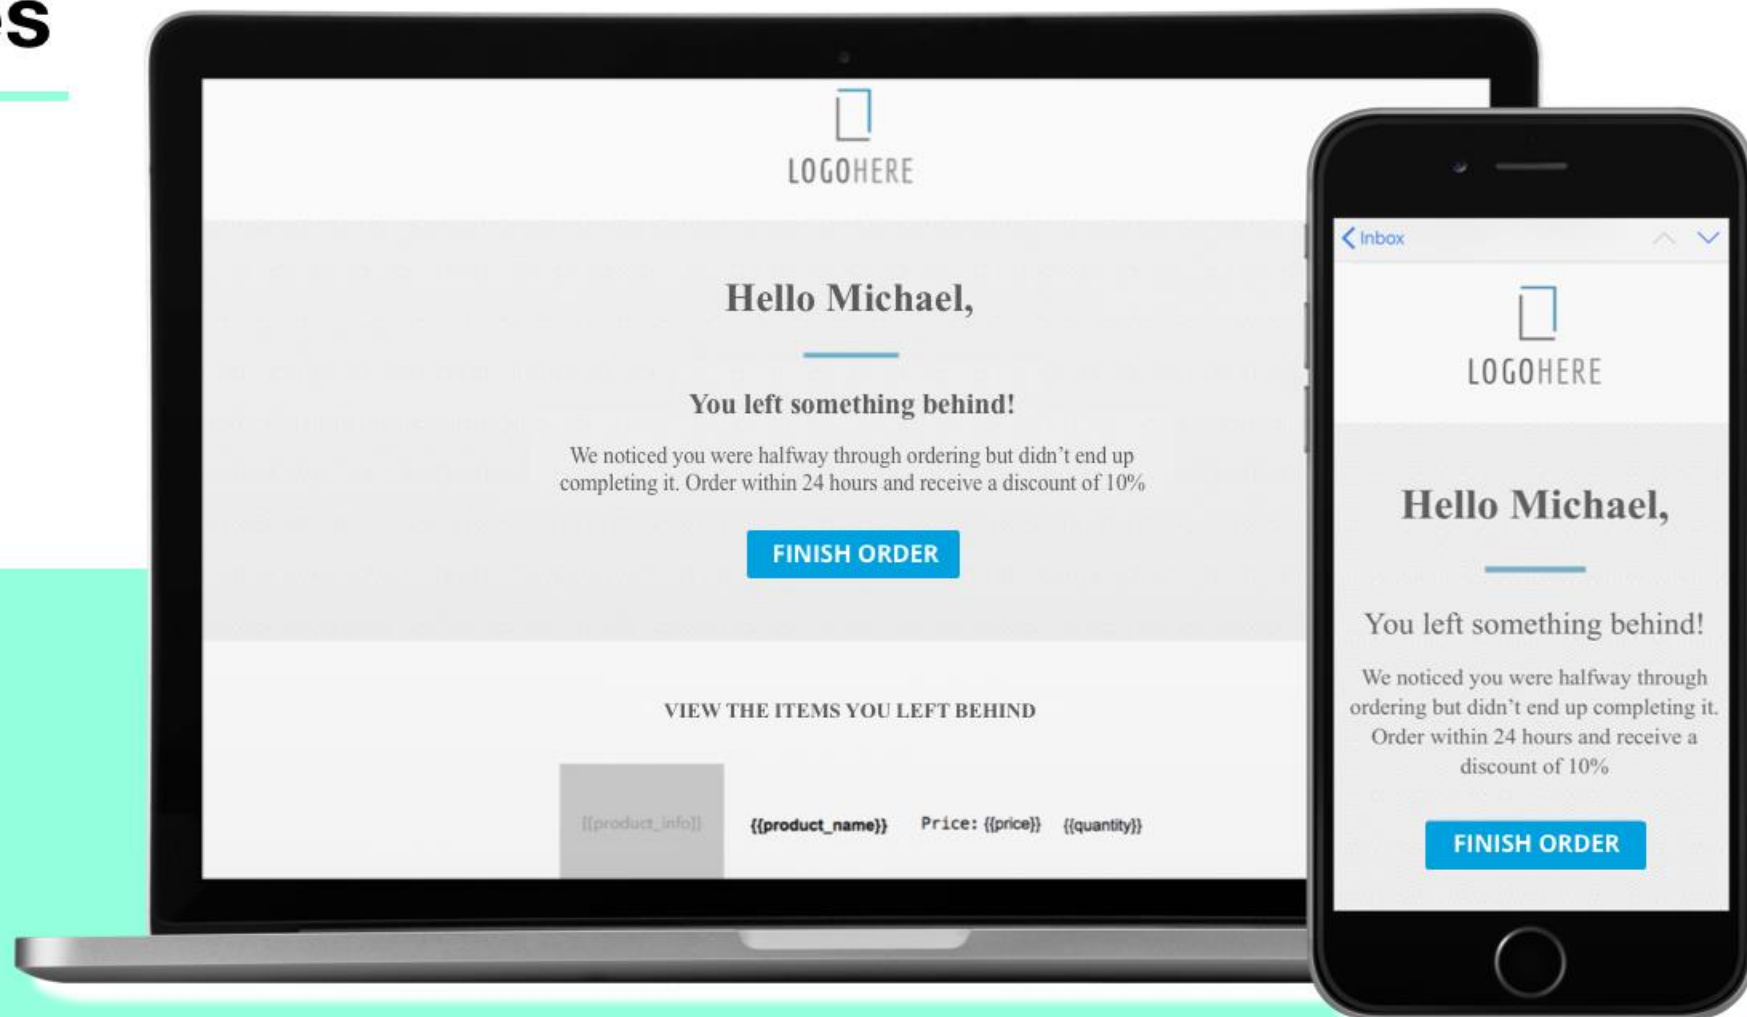 es
LOGOHERE
Hello Michael,
You left something behind!
We noticed you were halfway through ordering but didn’t end up
completing it. Order within 24 hours and receive a discount of 10%
FINISH ORDER
VIEW THE ITEMS YOU LEFT BEHIND
{{product_info}} {{product_name}} Price: {{price}} {{quantity}}
Inbox
LOGOHERE
Hello Michael,
You left something behind!
We noticed you were halfway through
ordering but didn’t end up completing it.
Order within 24 hours and receive a
discount of 10%
FINISH ORDER